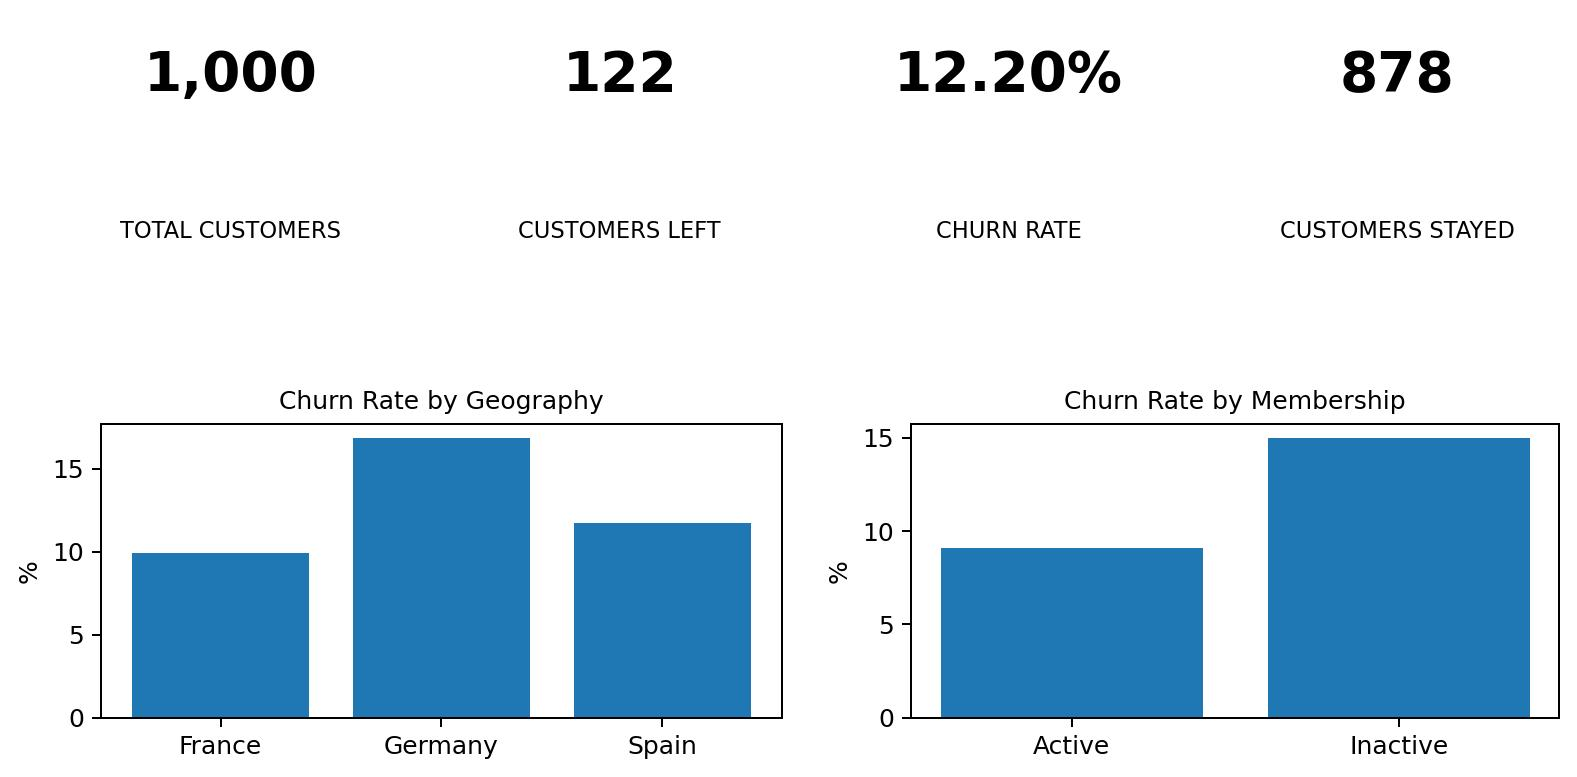 1,000
122
12.20%
878
TOTAL CUSTOMERS
CUSTOMERS LEFT
CHURN RATE
CUSTOMERS STAYED
Churn Rate by Geography
%
15
10
5
0
France
Germany
Spain
Churn Rate by Membership
%
15
10
5
0
Active
Inactive